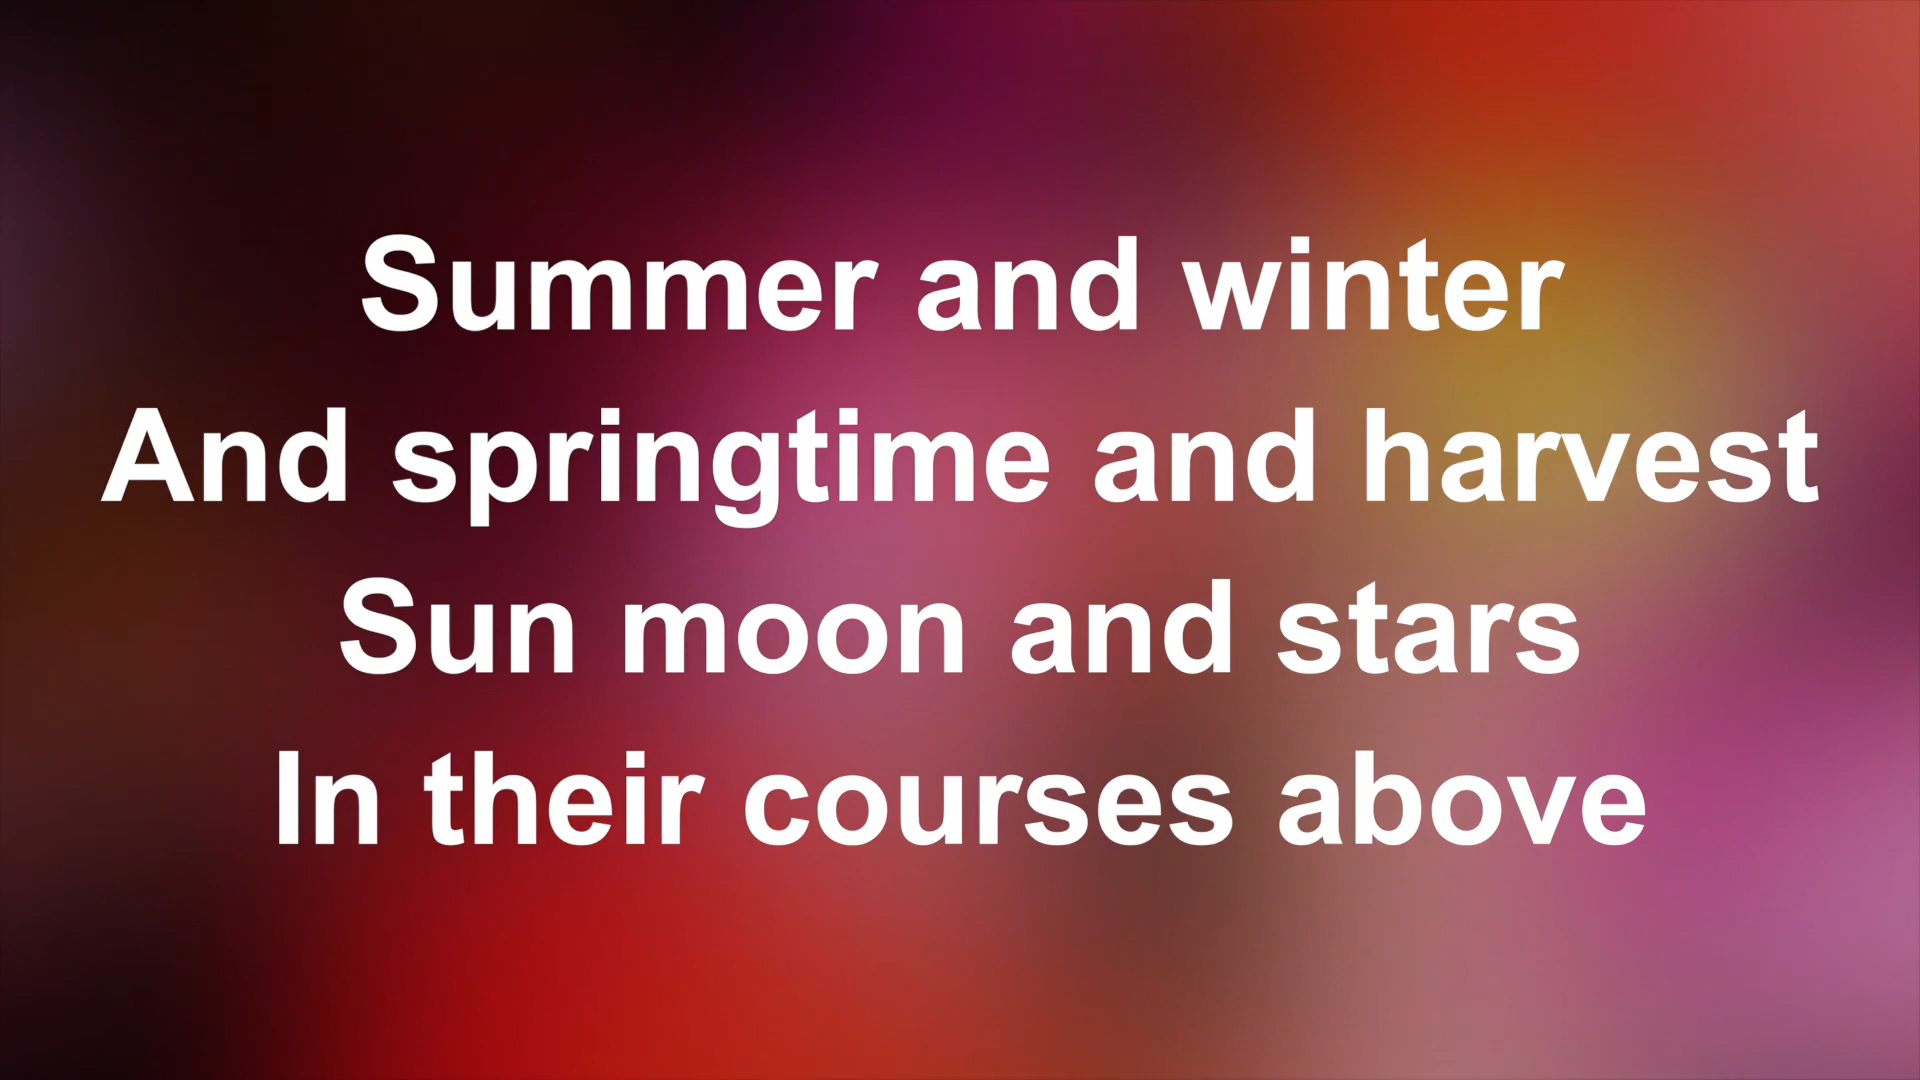 Summer and winter
And springtime and harvest
Sun moon and stars
In their courses above